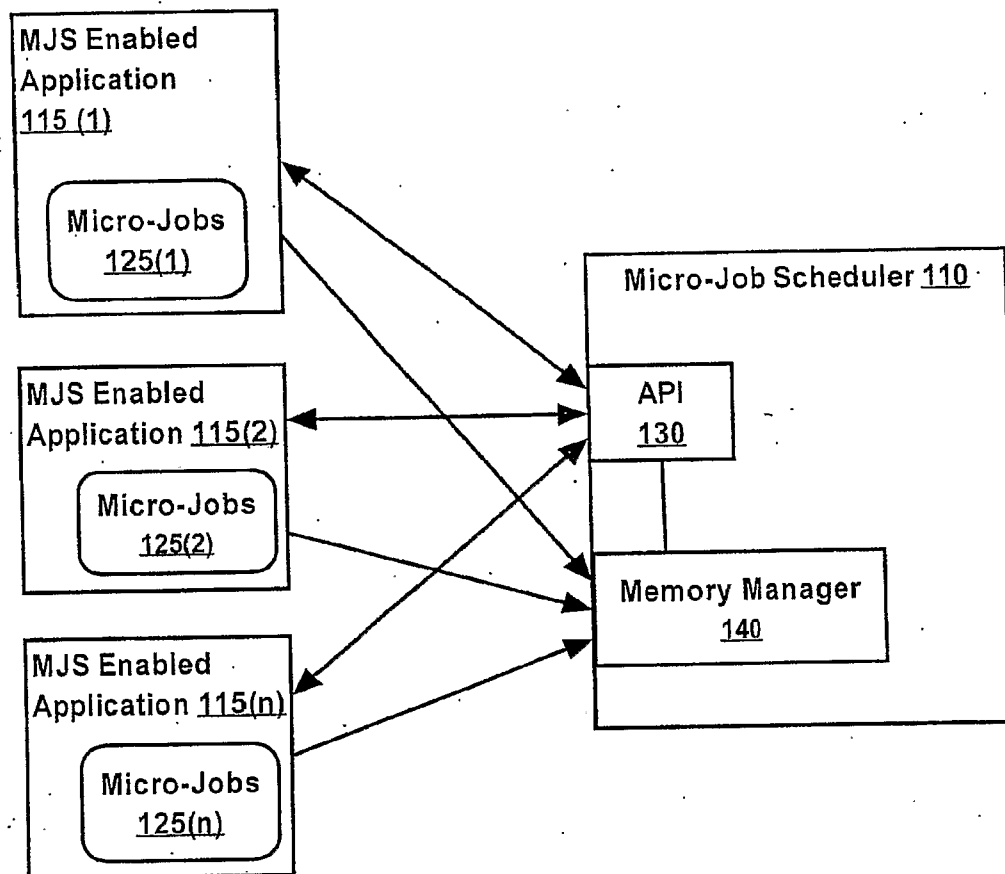 MJS Enabled
Application
115 (1)
Micro-Jobs
125(1)
MJS Enabled
Application 115(2)
Micro-Jobs
125(2)
MJS Enabled
Application 115(n)
Micro-Jobs
125(n)
Micro-Job Scheduler 110
API
130
Memory Manager
140